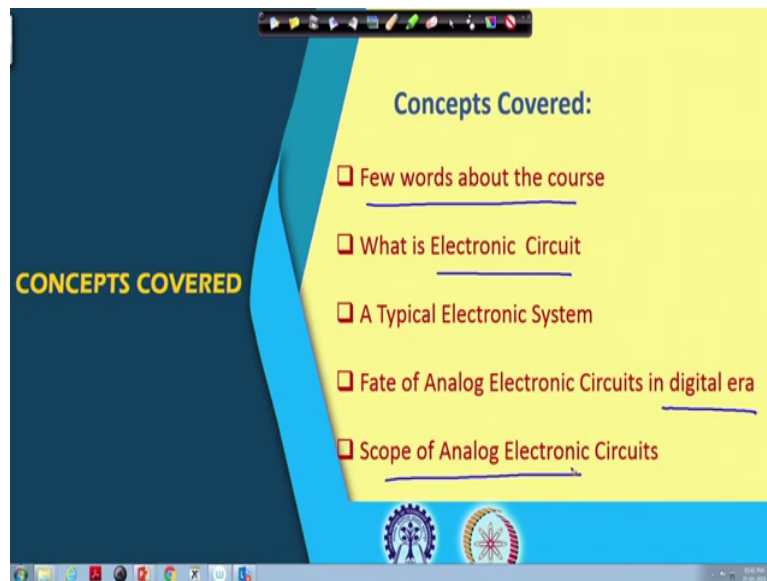 Concepts Covered:
Few words about the course
What is Electronic Circuit
CONCEPTS COVERED
A Typical Electronic System
Fate of Analog Electronic Circuits in digital era
Scope of Analog Electronic Circuits